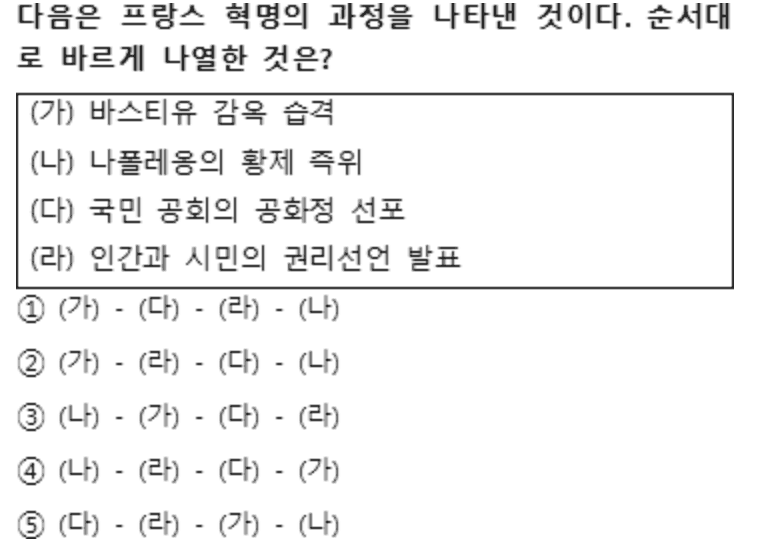 다음은 프랑스 혁명의 과정을 나타낸 것이다. 순서대
로 바르게 나열한 것은?
(가) 바스티유 감옥 습격
(나) 나폴레옹의 황제 즉위
(다) 국민 공회의 공화정 선포
(라) 인간과 시민의 권리선언 발표
① (가) - (다) - (라) - (나)
② (가) - (라) - (다) - (나)
③ (나) - (가) - (다) - (라)
④ (나) - (라) - (다) - (가)
⑤ (다) - (라) - (가) - (나)